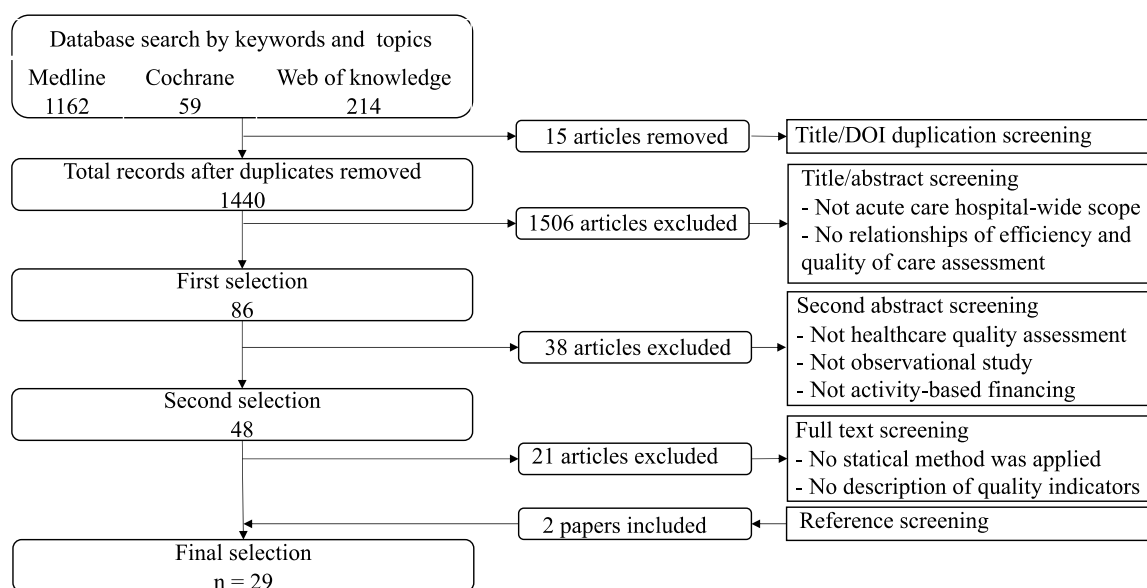 Database search by keywords and topics
Medline Cochrane Web of knowledge
1162 59 214
15 articles removed
Title/DOI duplication screening
Total records after duplicates removed
1440
1506 articles excluded
Title/abstract screening
- Not acute care hospital-wide scope
- No relationships of efficiency and
quality of care assessment
First selection
86
38 articles excluded
Second abstract screening
- Not healthcare quality assessment
- Not observational study
- Not activity-based financing
Second selection
48
21 articles excluded
Full text screening
- No statical method was applied
- No description of quality indicators
2 papers included
Reference screening
Final selection
n = 29